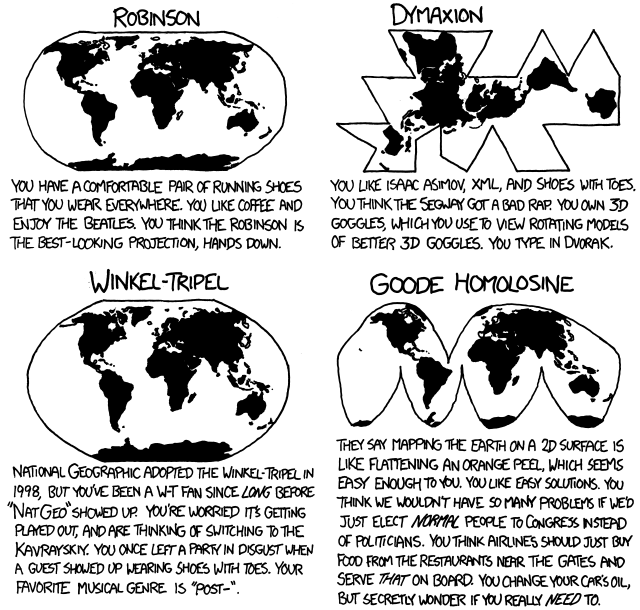 ROBINSON
YOU HAVE A COMFORTABLE PAIR OF RUNNING SHOES
THAT YOU WEAR EVERYWHERE. YOU LIKE COFFEE AND
ENJOY THE BEATLES. YOU THINK THE ROBINSON IS
THE BEST-LOOKING PROJECTION, HANDS DOWN.
DYMAXION
YOU LIKE ISAAC ASIMOV, XML, AND SHOES WITH TOES.
YOU THINK THE SEGWAY GOT A BAD RAP. YOU OWN 3D
GOGGLES, WHICH YOU USE TO VIEW ROTATING MODELS
OF BETTER 3D GOGGLES. YOU TYPE IN DVORAK.
WINKEL-TRIPEL
NATIONAL GEOGRAPHIC ADOPTED THE WINKEL-TRIPEL IN
1998, BUT YOU'VE BEEN A W-T FAN SINCE LONG BEFORE
"NAT GEO" SHOWED UP. YOU'RE WORRIED IT'S GETTING
PLAYED OUT, AND ARE THINKING OF SWITCHING TO THE
KAVRAYSKIY. YOU ONCE LEFT A PARTY IN DISGUST WHEN
A GUEST SHOWED UP WEARING SHOES WITH TOES. YOUR
FAVORITE MUSICAL GENRE IS "POST-".
GOODE HOMOLOSINE
THEY SAY MAPPING THE EARTH ON A 2D SURFACE IS
LIKE FLATTENING AN ORANGE PEEL, WHICH SEEMS
EASY ENOUGH TO YOU. YOU LIKE EASY SOLUTIONS. YOU
THINK WE WOULDN'T HAVE SO MANY PROBLEMS IF WE'D
JUST ELECT NORMAL PEOPLE TO CONGRESS INSTEAD
OF POLITICIANS. YOU THINK AIRLINES SHOULD JUST BUY
FOOD FROM THE RESTAURANTS NEAR THE GATES AND
SERVE THAT ON BOARD. YOU CHANGE YOUR CAR'S OIL,
BUT SECRETLY WONDER IF YOU REALLY NEED TO.